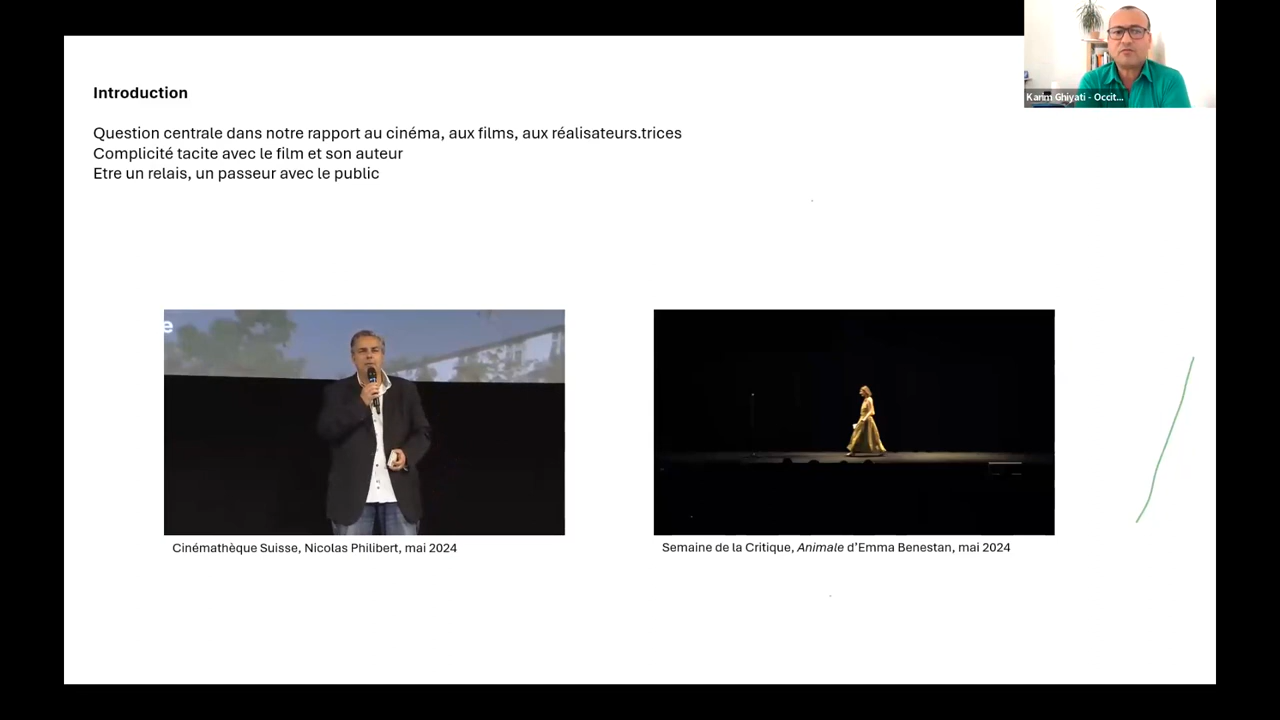 Karim Ghiyati - Occit...
Introduction
Question centrale dans notre rapport au cinéma, aux films, aux réalisateurs.trices
Complicité tacite avec le film et son auteur
Etre un relais, un passeur avec le public
e
Cinémathèque Suisse, Nicolas Philibert, mai 2024
Semaine de la Critique, Animale d’Emma Benestan, mai 2024